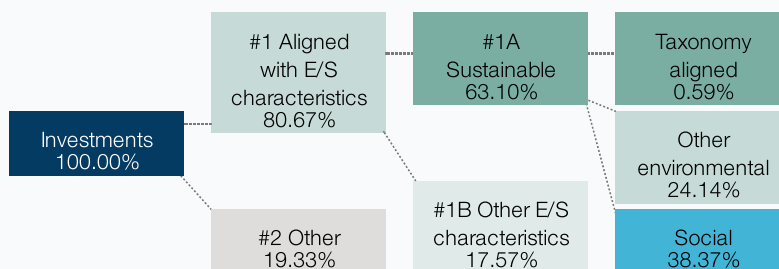 Investments
100.00%
#1 Aligned
with E/S
characteristics
80.67%
#2 Other
19.33%
#1A
Sustainable
63.10%
#1B Other E/S
characteristics
17.57%
Taxonomy
aligned
0.59%
Other
environmental
24.14%
Social
38.37%